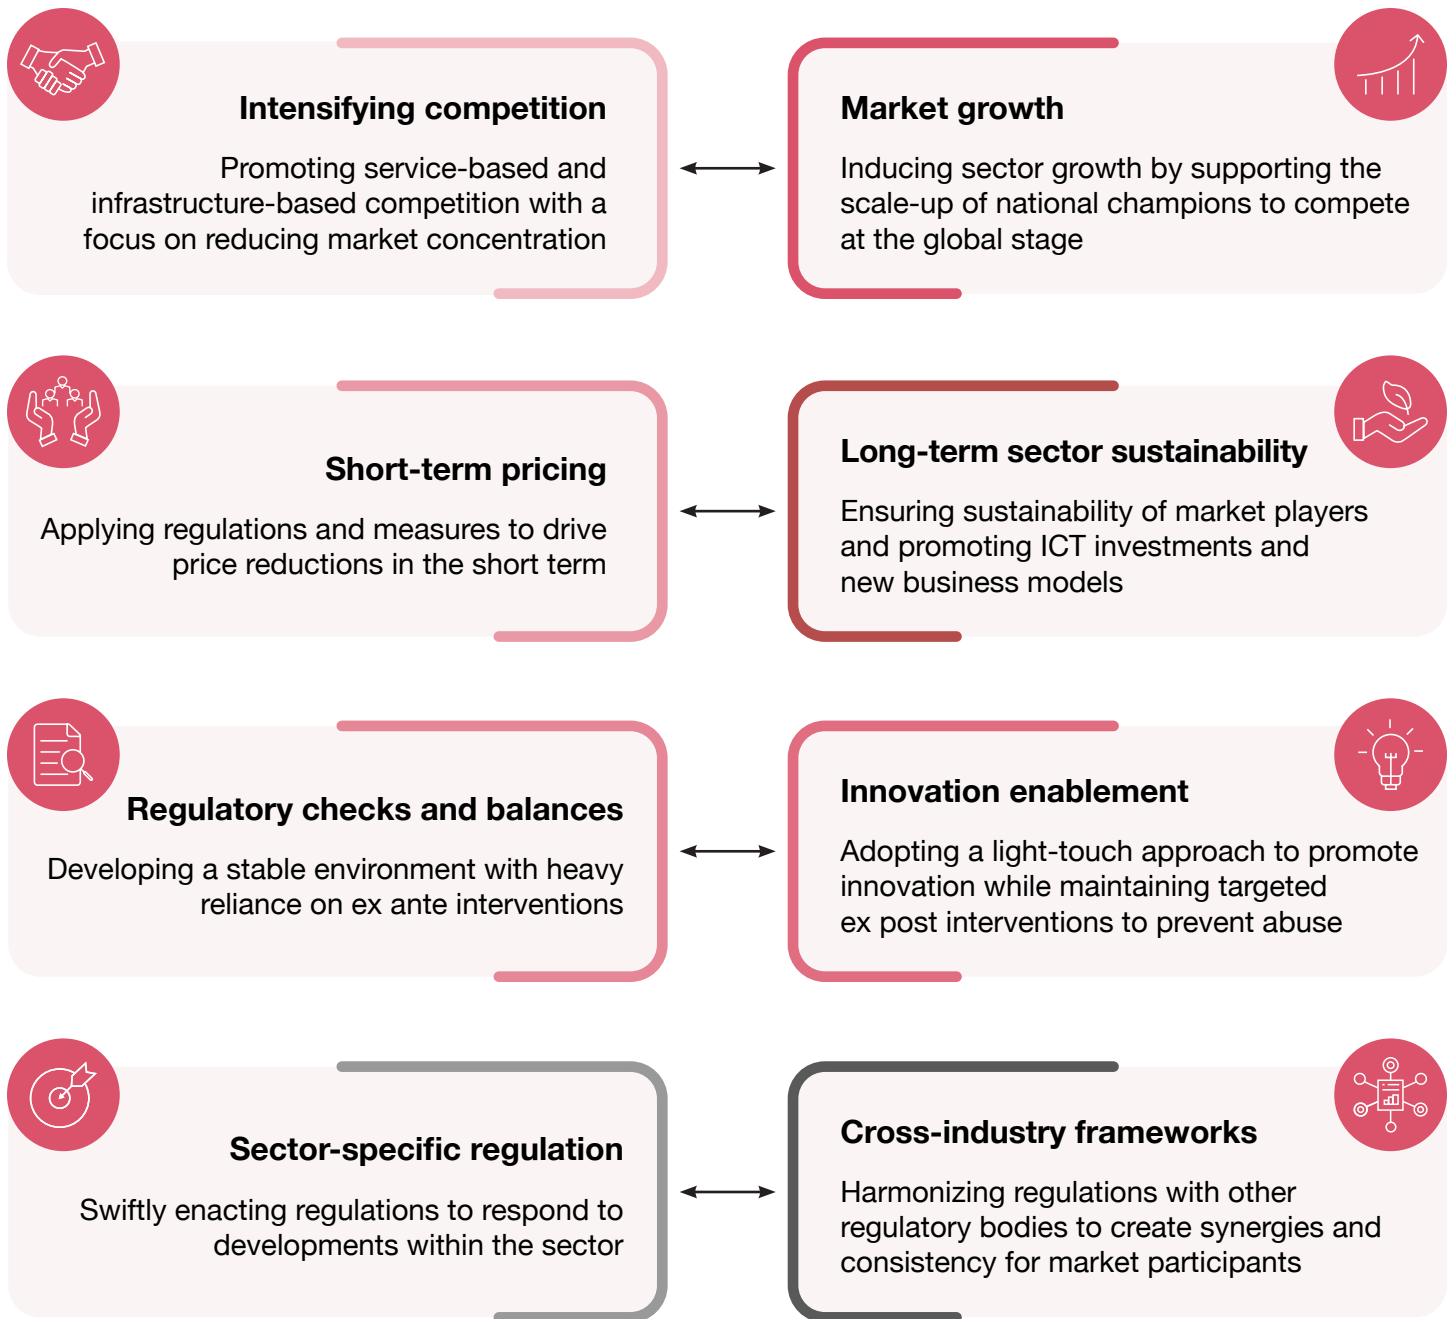 Intensifying competition
Promoting service-based and
infrastructure-based competition with a
focus on reducing market concentration
Market growth
Inducing sector growth by supporting the
scale-up of national champions to compete
at the global stage
Short-term pricing
Applying regulations and measures to drive
price reductions in the short term
Long-term sector sustainability
Ensuring sustainability of market players
and promoting ICT investments and
new business models
Regulatory checks and balances
Developing a stable environment with heavy
reliance on ex ante interventions
Innovation enablement
Adopting a light-touch approach to promote
innovation while maintaining targeted
ex post interventions to prevent abuse
Sector-specific regulation
Swiftly enacting regulations to respond to
developments within the sector
Cross-industry frameworks
Harmonizing regulations with other
regulatory bodies to create synergies and
consistency for market participants